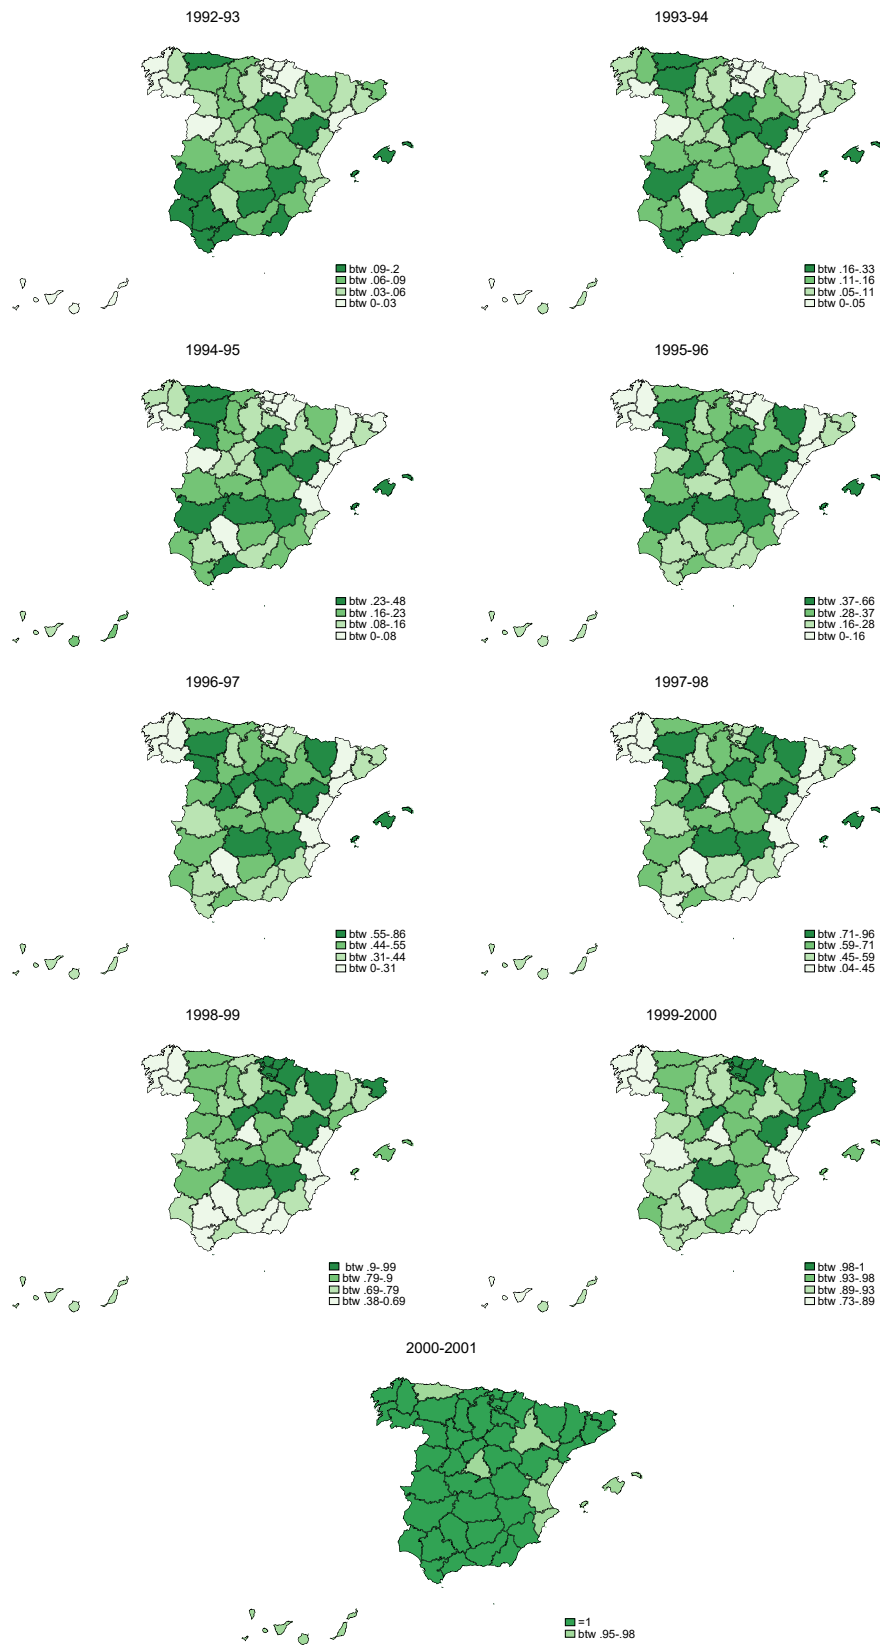 1992-93
btw .09-.2
btw .06-.09
btw .03-.06
btw 0-.03
1993-94
btw .16-.33
btw .11-.16
btw .05-.11
btw 0-.05
1994-95
btw .23-.48
btw .16-.23
btw .08-.16
btw 0-.08
1995-96
btw .37-.66
btw .28-.37
btw .16-.28
btw 0-.16
1996-97
btw .55-.86
btw .44-.55
btw .31-.44
btw 0-.31
1997-98
btw .71-.96
btw .59-.71
btw .45-.59
btw .04-.45
1998-99
btw .9-.99
btw .79-.9
btw .69-.79
btw .38-0.69
1999-2000
btw .98-1
btw .93-.98
btw .89-.93
btw .73-.89
2000-2001
=1
btw .95-.98